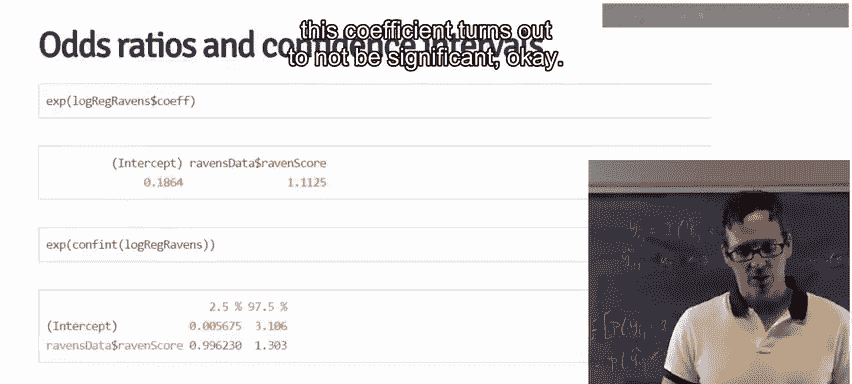 this coefficient turns out
to not be significant, okay.
Odds ratios and confidence intervals
exp(logRegRavens$coeff)
(Intercept) ravensData$ravenScore
0.1864 1.1125
exp(confint(logRegRavens))
2.5 % 97.5 %
(Intercept) 0.005675 3.106
ravensData$ravenScore 0.996230 1.303